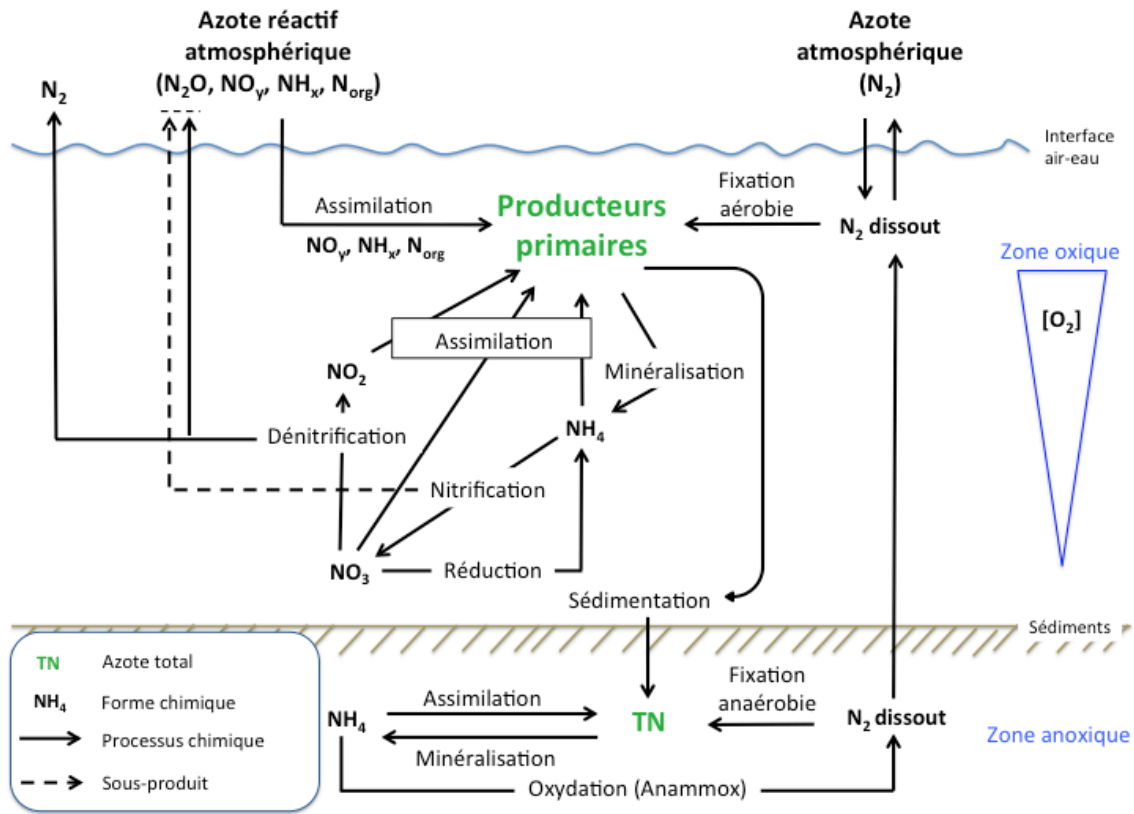 Azote réactif
atmosphérique
(N₂O, NOᵧ, NHₓ, Nₒᵣg)
N₂
Azote
atmosphérique
(N₂)
Interface
air-eau
Assimilation
NOᵧ, NHₓ, Nₒᵣg
Producteurs
primaires
Fixation
aérobie
N₂ dissout
Zone oxique
[O₂]
Assimilation
NO₂
Minéralisation
Dénitrification
NH₄
Nitrification
NO₃
Réduction
Sédimentation
Sédiments
TN
Azote total
NH₄
Forme chimique
Processus chimique
Sous-produit
NH₄
Assimilation
Minéralisation
TN
Fixation
anaérobie
N₂ dissout
Zone anoxique
Oxydation (Anammox)